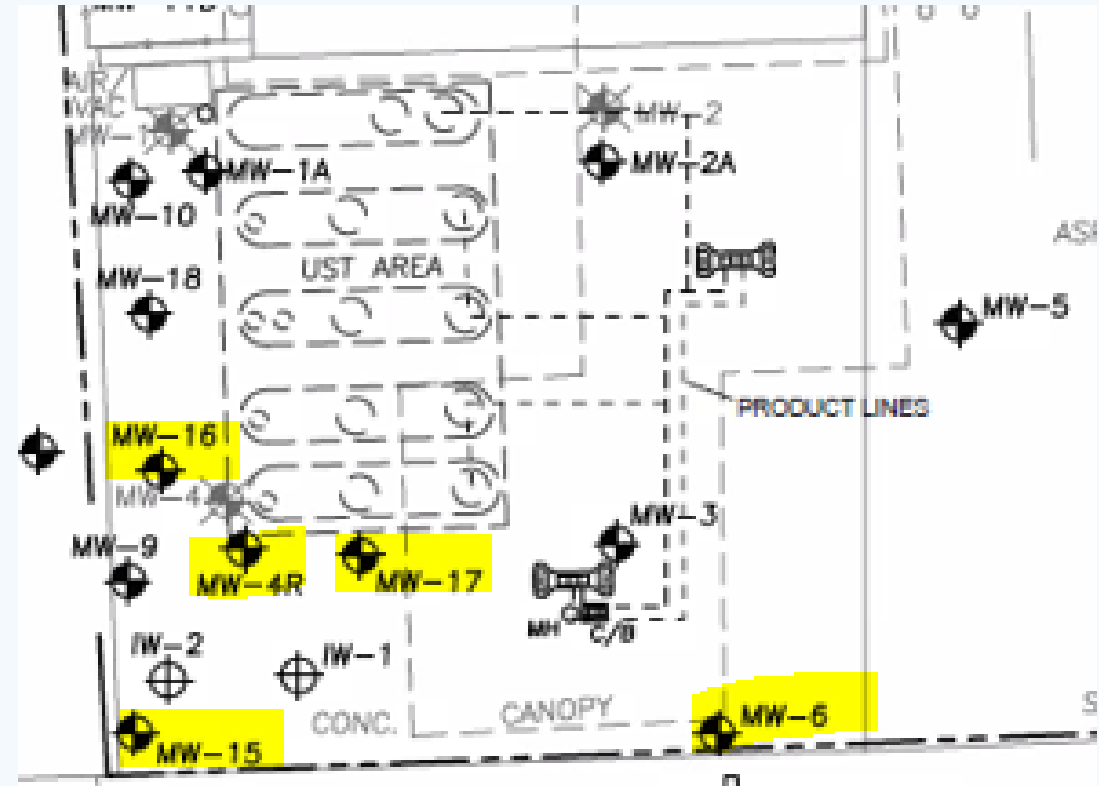 AIR/
VAC
MW-2
MW-2A
MW-1A
MW-10
UST AREA
MW-18
MW-5
PRODUCT LINES
MW-16
MW-4
MW-3
MW-9
MW-4R
MW-17
MH
C/B
IW-2
IW-1
CONC.
CANOPY
MW-6
MW-15